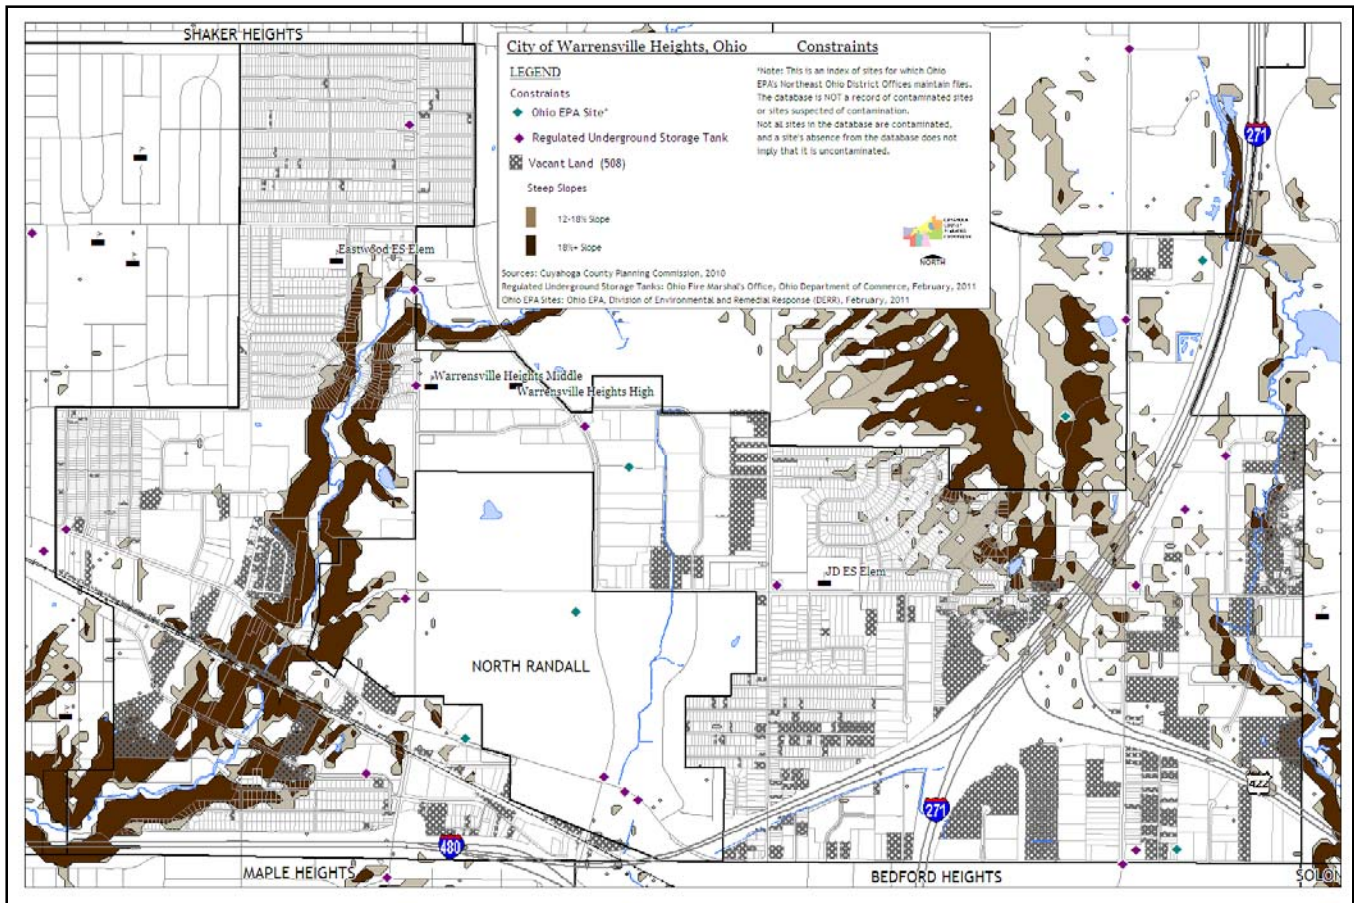 SHAKER HEIGHTS
City of Warrensville Heights, Ohio Constraints
LEGEND
Constraints
Ohio EPA Site*
Regulated Underground Storage Tank
Vacant Land (508)
Steep Slopes
12-18% Slope
18%+ Slope
*Note: This is an index of sites for which Ohio
EPA's Northeast Ohio District Offices maintain files.
The database is NOT a record of contaminated sites
or sites suspected of contamination.
Not all sites in the database are contaminated,
and a site's absence from the database does not
imply that it is uncontaminated.
NORTH
Sources: Cuyahoga County Planning Commission, 2010
Regulated Underground Storage Tanks: Ohio Fire Marshal's Office, Ohio Department of Commerce, February, 2011
Ohio EPA Sites: Ohio EPA, Division of Environmental and Remedial Response (DERR), February, 2011
271
Eastwood ES Elem
Warrensville Heights Middle
Warrensville Heights High
JD ES Elem
NORTH RANDALL
422
271
480
MAPLE HEIGHTS
BEDFORD HEIGHTS
SOLON